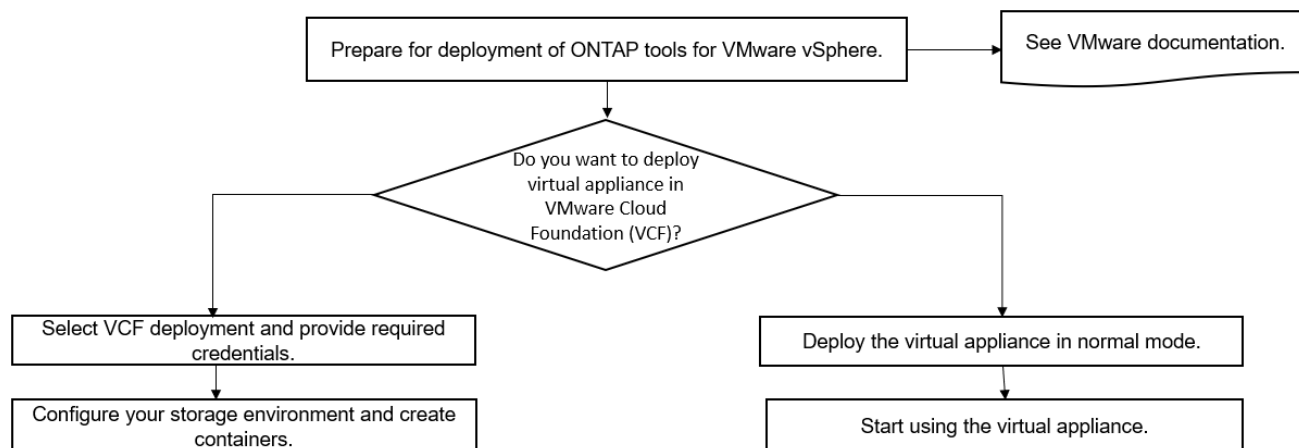 Prepare for deployment of ONTAP tools for VMware vSphere.
See VMware documentation.
Do you want to deploy
virtual appliance in
VMware Cloud
Foundation (VCF)?
Select VCF deployment and provide required
credentials.
Deploy the virtual appliance in normal mode.
Configure your storage environment and create
containers.
Start using the virtual appliance.